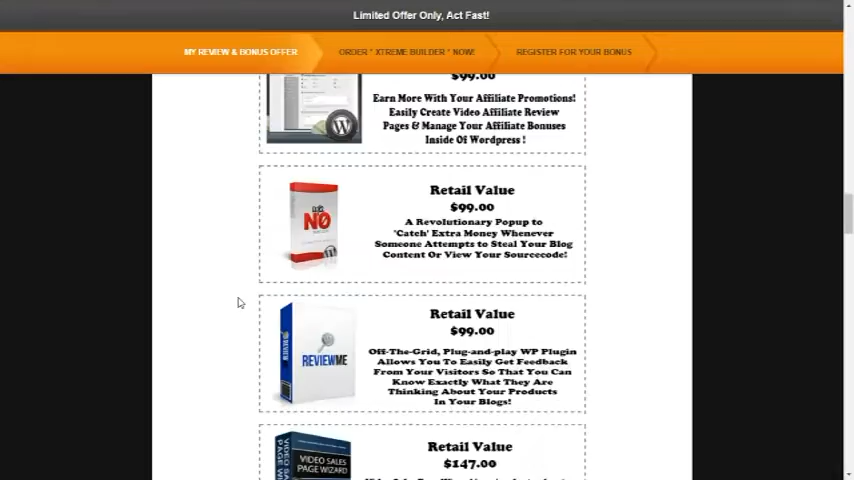 Limited Offer Only, Act Fast!
MY REVIEW & BONUS OFFER
ORDER " XTREME BUILDER " NOW!
REGISTER FOR YOUR BONUS
$99.00
Earn More With Your Affiliate Promotions!
Easily Create Video Affiliate Review
Pages & Manage Your Affiliate Bonuses
Inside Of Wordpress !
Retail Value
$99.00
A Revolutionary Popup to
'Catch' Extra Money Whenever
Someone Attempts to Steal Your Blog
Content Or View Your Sourcecode!
NO
Retail Value
$99.00
Off-The-Grid, Plug-and-play WP Plugin
Allows You To Easily Get Feedback
From Your Visitors So That You Can
Know Exactly What They Are
Thinking About Your Products
In Your Blogs!
REVIEWME
Retail Value
$147.00
VIDEO SALES
PAGE WIZARD